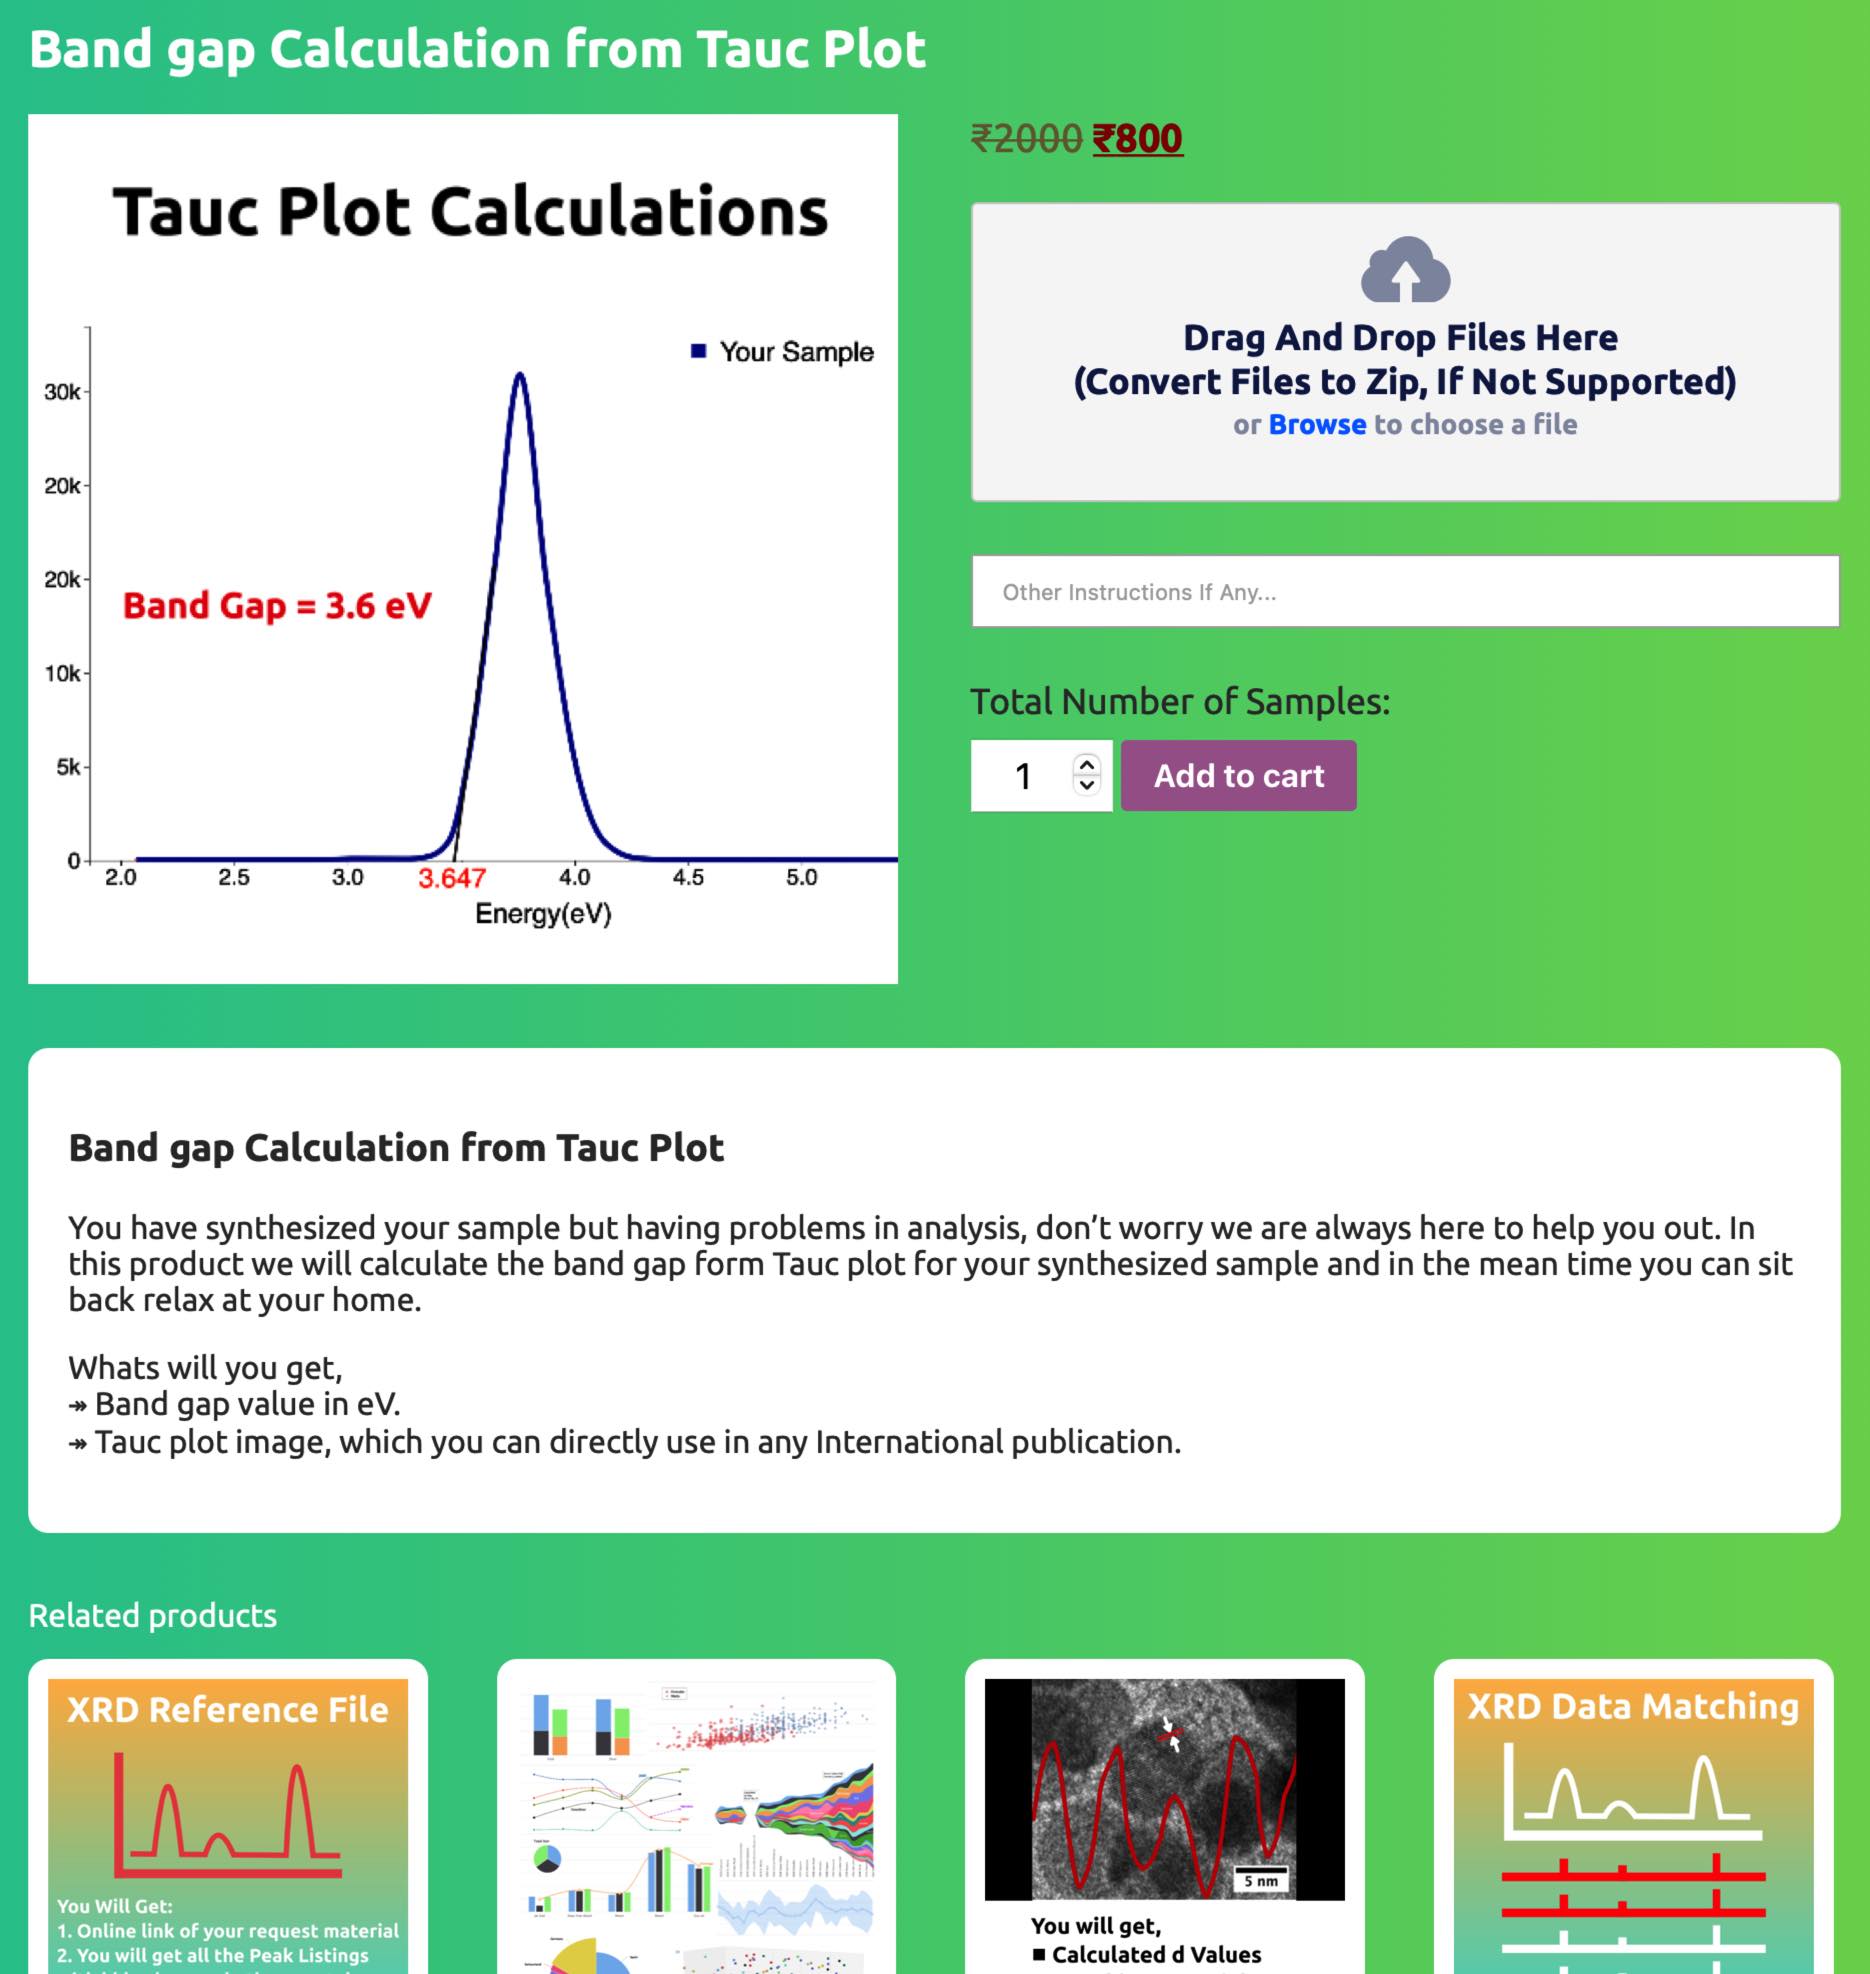 Band gap Calculation from Tauc Plot
Tauc Plot Calculations
Your Sample
30k
20k
20k
10k
5k
0
Band Gap = 3.6 eV
2.0 2.5 3.0 3.647 4.0 4.5 5.0
Energy(eV)
₹2000 ₹800
Drag And Drop Files Here
(Convert Files to Zip, If Not Supported)
or Browse to choose a file
Other Instructions If Any...
Total Number of Samples:
1
Add to cart
Band gap Calculation from Tauc Plot
You have synthesized your sample but having problems in analysis, don’t worry we are always here to help you out. In
this product we will calculate the band gap form Tauc plot for your synthesized sample and in the mean time you can sit
back relax at your home.
Whats will you get,
↠ Band gap value in eV.
↠ Tauc plot image, which you can directly use in any International publication.
Related products
XRD Reference File
You Will Get:
1. Online link of your request material
2. You will get all the Peak Listings
5 nm
You will get,
■ Calculated d Values
XRD Data Matching